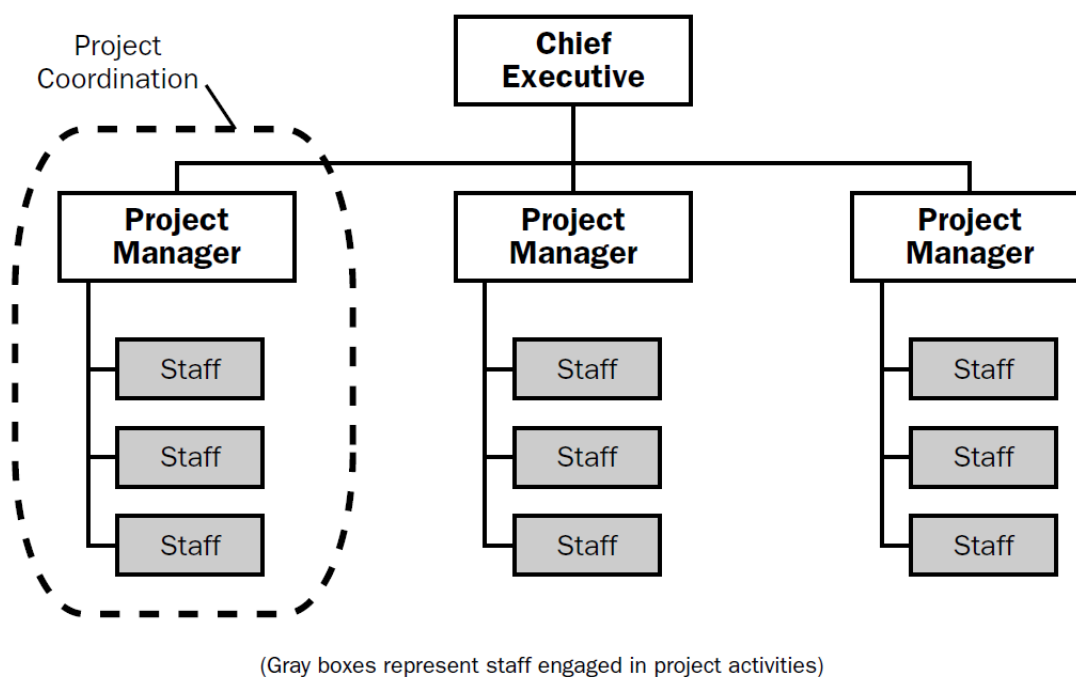 Project
Coordination
Chief
Executive
Project
Manager
Project
Manager
Project
Manager
Staff
Staff
Staff
Staff
Staff
Staff
Staff
Staff
Staff
(Gray boxes represent staff engaged in project activities)